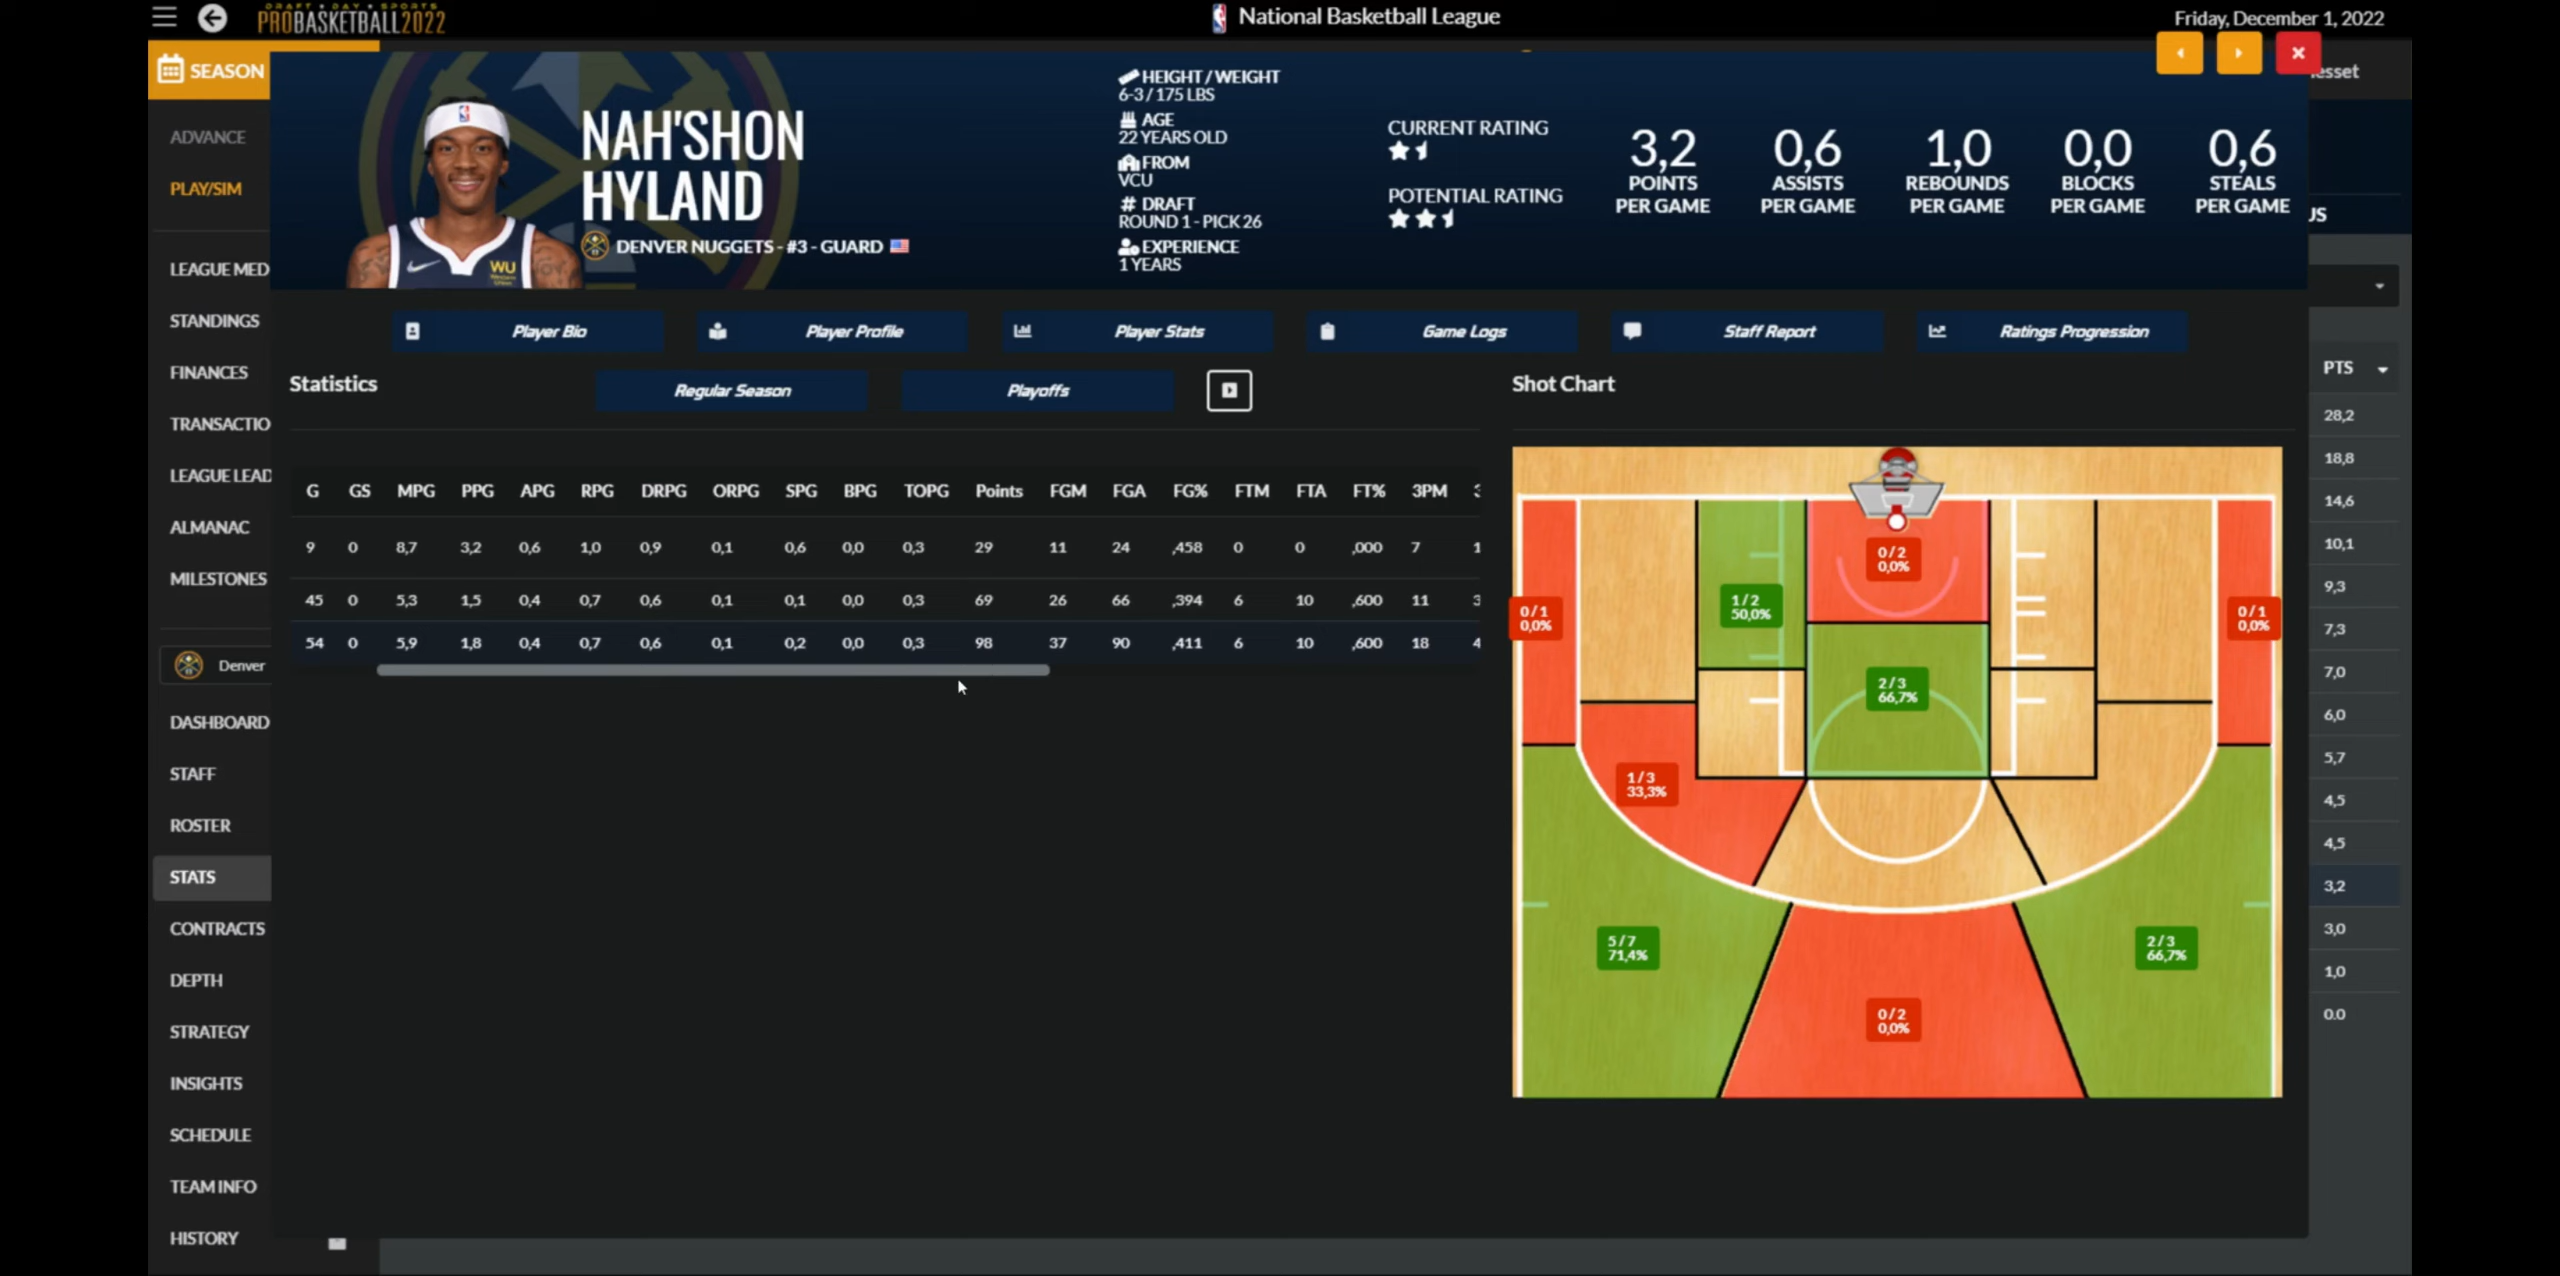 DRAFT ★ DAY ★ SPORTS
PROBASKETBALL2022
National Basketball League
Friday, December 1, 2022
SEASON
ADVANCE
PLAY/SIM
LEAGUE MED
STANDINGS
FINANCES
TRANSACTIO
LEAGUE LEAD
ALMANAC
MILESTONES
Denver
DASHBOARD
STAFF
ROSTER
STATS
CONTRACTS
DEPTH
STRATEGY
INSIGHTS
SCHEDULE
TEAM INFO
HISTORY
WU
NAH'SHON
HYLAND
DENVER NUGGETS - #3 - GUARD
HEIGHT / WEIGHT
6-3 / 175 LBS
AGE
22 YEARS OLD
FROM
VCU
# DRAFT
ROUND 1 - PICK 26
EXPERIENCE
1 YEARS
CURRENT RATING
POTENTIAL RATING
3,2 0,6 1,0 0,0 0,6
POINTS ASSISTS REBOUNDS BLOCKS STEALS
PER GAME PER GAME PER GAME PER GAME PER GAME
Player Bio Player Profile Player Stats Game Logs Staff Report Ratings Progression
Statistics Regular Season Playoffs
G GS MPG PPG APG RPG DRPG ORPG SPG BPG TOPG Points FGM FGA FG% FTM FTA FT% 3PM
9 0 8,7 3,2 0,6 1,0 0,9 0,1 0,6 0,0 0,3 29 11 24 ,458 0 0 ,000 7 1
45 0 5,3 1,5 0,4 0,7 0,6 0,1 0,1 0,0 0,3 69 26 66 ,394 6 10 ,600 11 3
54 0 5,9 1,8 0,4 0,7 0,6 0,1 0,2 0,0 0,3 98 37 90 ,411 6 10 ,600 18 4
Shot Chart
0 / 2
0,0%
1 / 2
50,0%
0 / 1
0,0%
0 / 1
0,0%
2 / 3
66,7%
1 / 3
33,3%
5 / 7
71,4%
2 / 3
66,7%
0 / 2
0,0%
esset
US
PTS
28,2
18,8
14,6
10,1
9,3
7,3
7,0
6,0
5,7
4,5
4,5
3,2
3,0
1,0
0.0